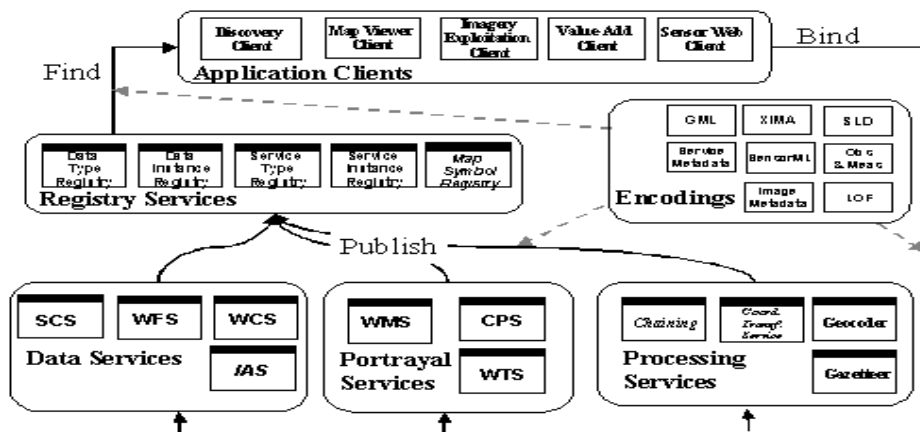 Discovery
Client
Map Viewer
Client
Imagery
Exploitation
Client
Value Add
Client
Sensor Web
Client
Bind
Application Clients
Find
GML
XIMA
SLD
Service
Metadata
SensorML
Obs
& Meas
Image
Metadata
LOF
Encodings
Data
Type
Registry
Data
Instance
Registry
Service
Type
Registry
Service
Instance
Registry
Map
Symbol
Registry
Registry Services
Publish
SCS
WFS
WCS
IAS
Data Services
WMS
CPS
WTS
Portrayal
Services
Chaining
Coord.
Transf.
Service
Geocoder
Gazetteer
Processing
Services